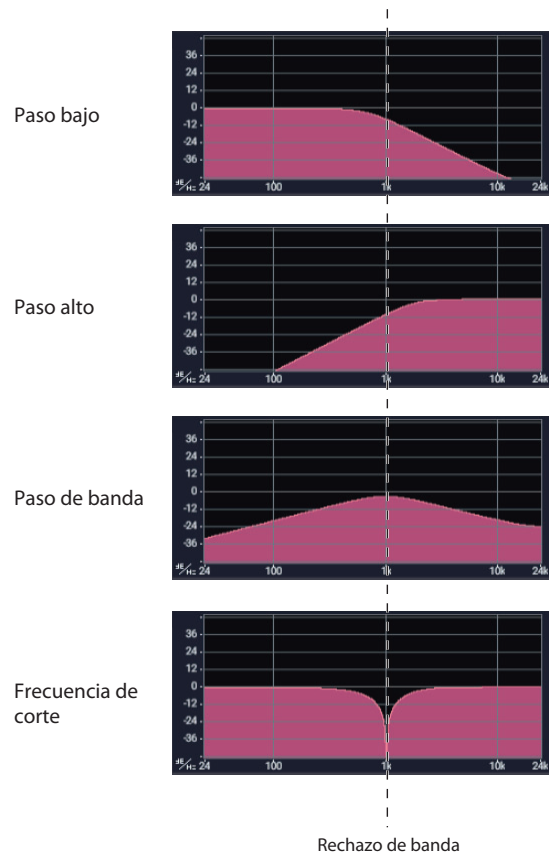 36
24
12
0
-12
-24
-36
dB/Hz 24 100 1k 10k 24k
Paso bajo
36
24
12
0
-12
-24
-36
dB/Hz 24 100 1k 10k 24k
Paso alto
36
24
12
0
-12
-24
-36
dB/Hz 24 100 1k 10k 24k
Paso de banda
36
24
12
0
-12
-24
-36
dB/Hz 24 100 1k 10k 24k
Frecuencia de
corte
Rechazo de banda